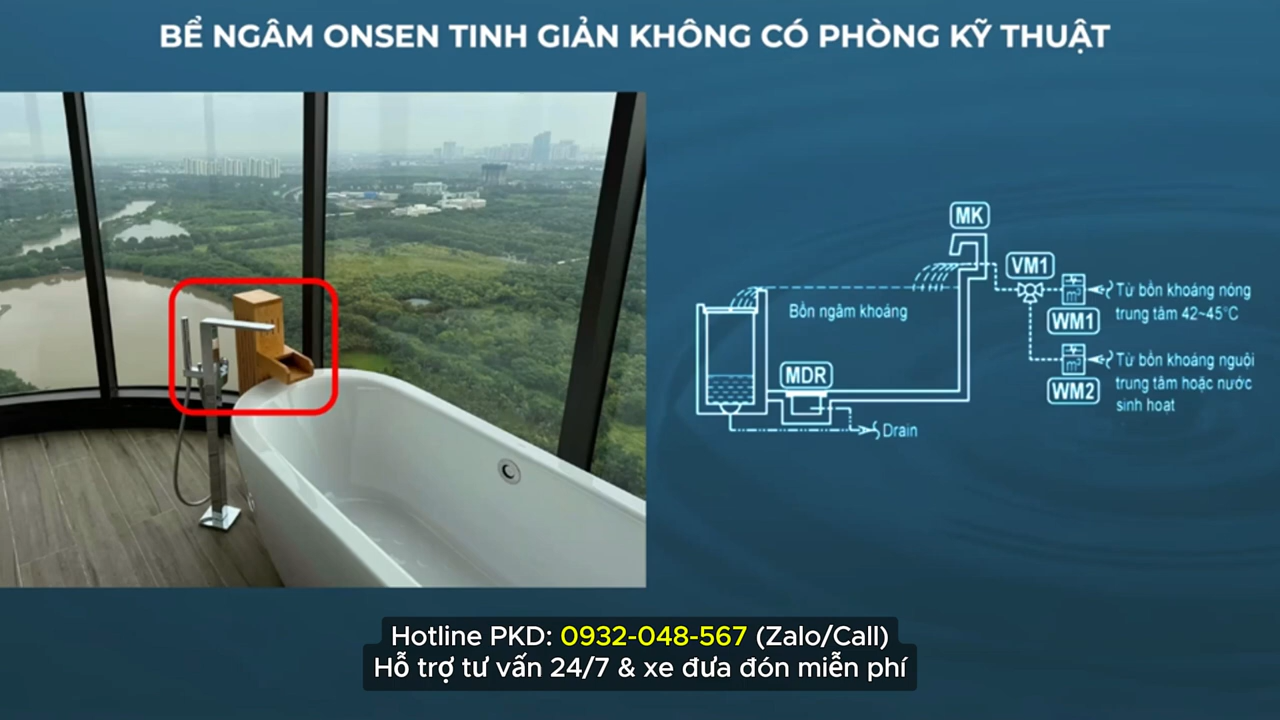 BỂ NGÂM ONSEN TINH GIẢN KHÔNG CÓ PHÒNG KỸ THUẬT
MK
VM1
m³
Từ bồn khoáng nóng
trung tâm 42~45°C
WM1
Bồn ngâm khoáng
m³
Từ bồn khoáng nguội
trung tâm hoặc nước
sinh hoạt
WM2
MDR
Drain
Hotline PKD: 0932-048-567 (Zalo/Call)
Hỗ trợ tư vấn 24/7 & xe đưa đón miễn phí